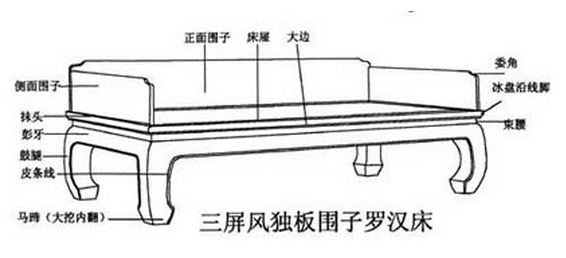 正面围子
床屉
大边
侧面围子
委角
冰盘沿线脚
抹头
束腰
彭牙
鼓腿
皮条线
马蹄（大挖内翻）
三屏风独板围子罗汉床